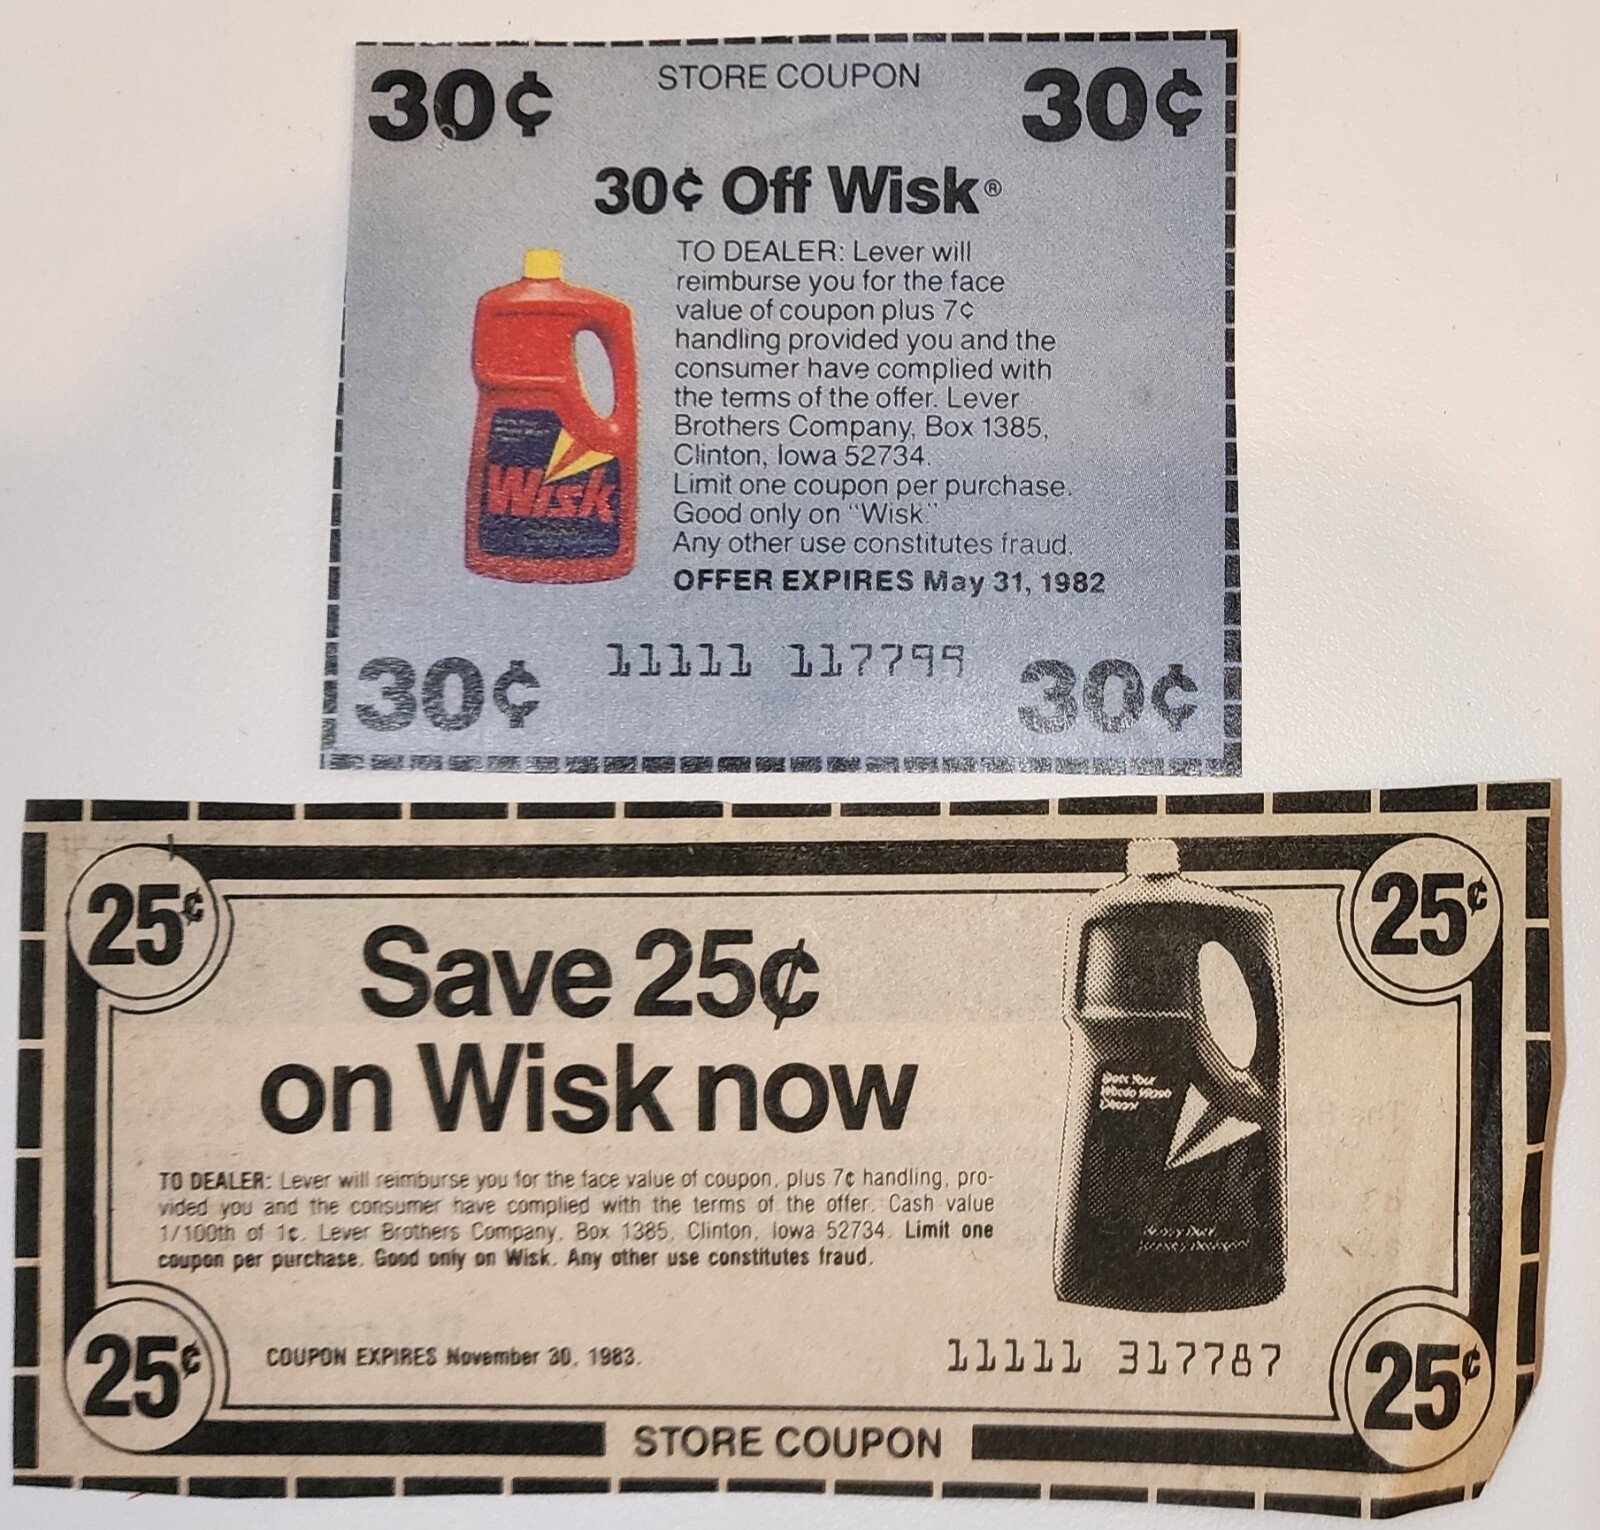 30¢ STORE COUPON 30¢
30¢ Off Wisk®
TO DEALER: Lever will
reimburse you for the face
value of coupon plus 7¢
handling provided you and the
consumer have complied with
the terms of the offer. Lever
Brothers Company, Box 1385,
Clinton, Iowa 52734.
Limit one coupon per purchase.
Good only on "Wisk."
Any other use constitutes fraud.
OFFER EXPIRES May 31, 1982
Wisk
11111 117799
30¢ 30¢
25¢ 25¢
Save 25¢
on Wisk now
Gets Your
Whole Wash
Clean!
TO DEALER: Lever will reimburse you for the face value of coupon, plus 7¢ handling, pro-
vided you and the consumer have complied with the terms of the offer. Cash value
1/100th of 1¢. Lever Brothers Company, Box 1385, Clinton, Iowa 52734. Limit one
coupon per purchase. Good only on Wisk. Any other use constitutes fraud.
COUPON EXPIRES November 30, 1983.
11111 317787
25¢ 25¢
STORE COUPON